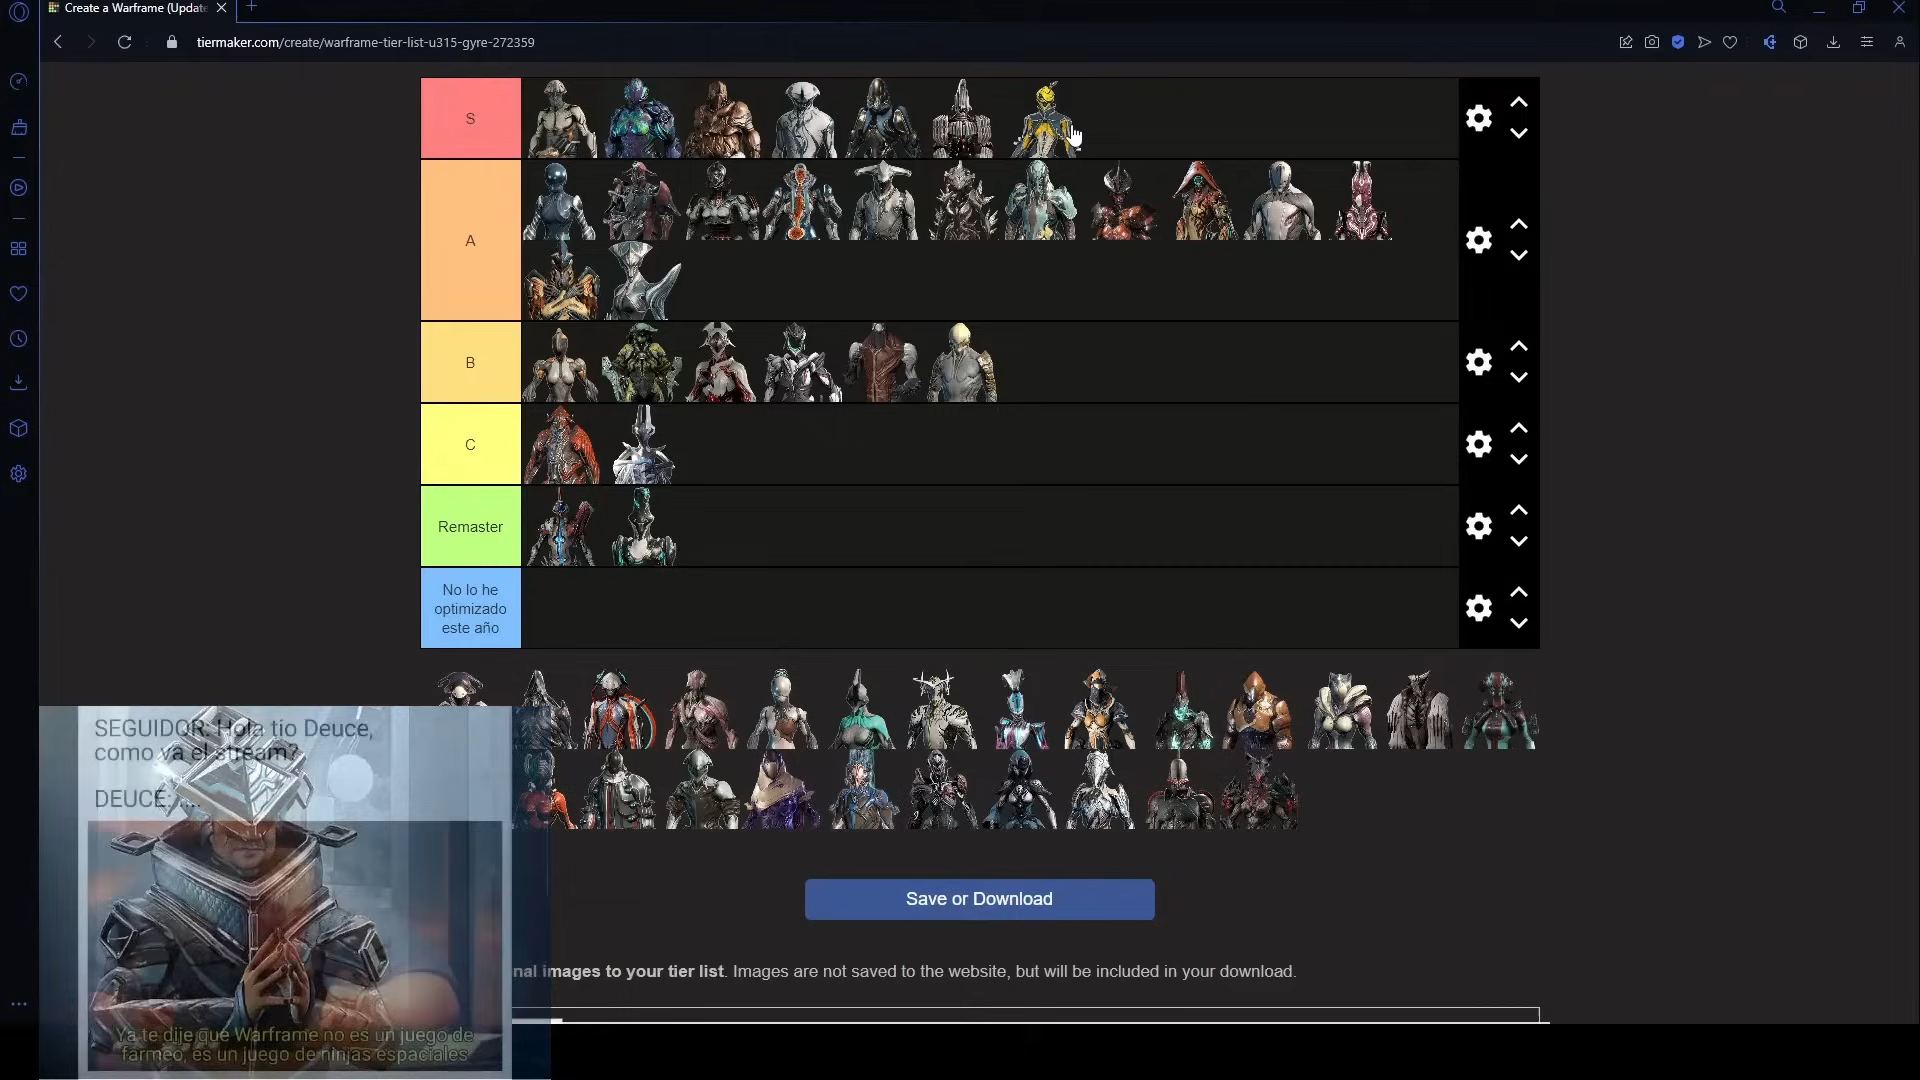 Create a Warframe (Updat
tiermaker.com/create/warframe-tier-list-u315-gyre-272359
S
A
B
C
Remaster
No lo he
optimizado
este año
SEGUIDOR: Hola tio Deuce,
como va el stream?
DEUCE: ....
Ya te dije que Warframe no es un juego de
farmeo, es un juego de ninjas espaciales
Save or Download
nal images to your tier list. Images are not saved to the website, but will be included in your download.